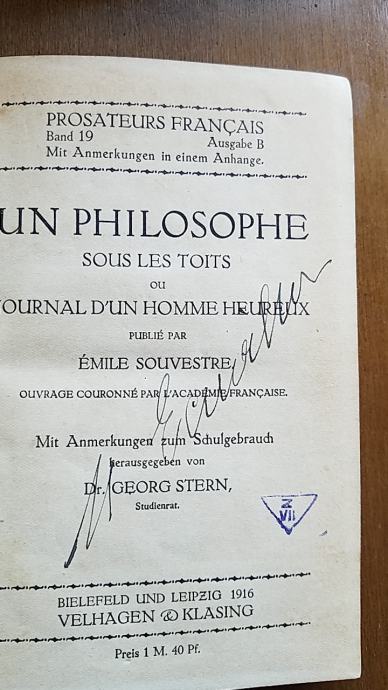 PROSATEURS FRANÇAIS
Band 19 Ausgabe B
Mit Anmerkungen in einem Anhange.
UN PHILOSOPHE
SOUS LES TOITS
OU
JOURNAL D'UN HOMME HEUREUX
PUBLIÉ PAR
ÉMILE SOUVESTRE
OUVRAGE COURONNÉ PAR L'ACADÉMIE FRANÇAISE.
Mit Anmerkungen zum Schulgebrauch
herausgegeben von
Dr. GEORG STERN,
Studienrat.
VII
BIELEFELD UND LEIPZIG 1916
VELHAGEN & KLASING
Preis 1 M. 40 Pf.